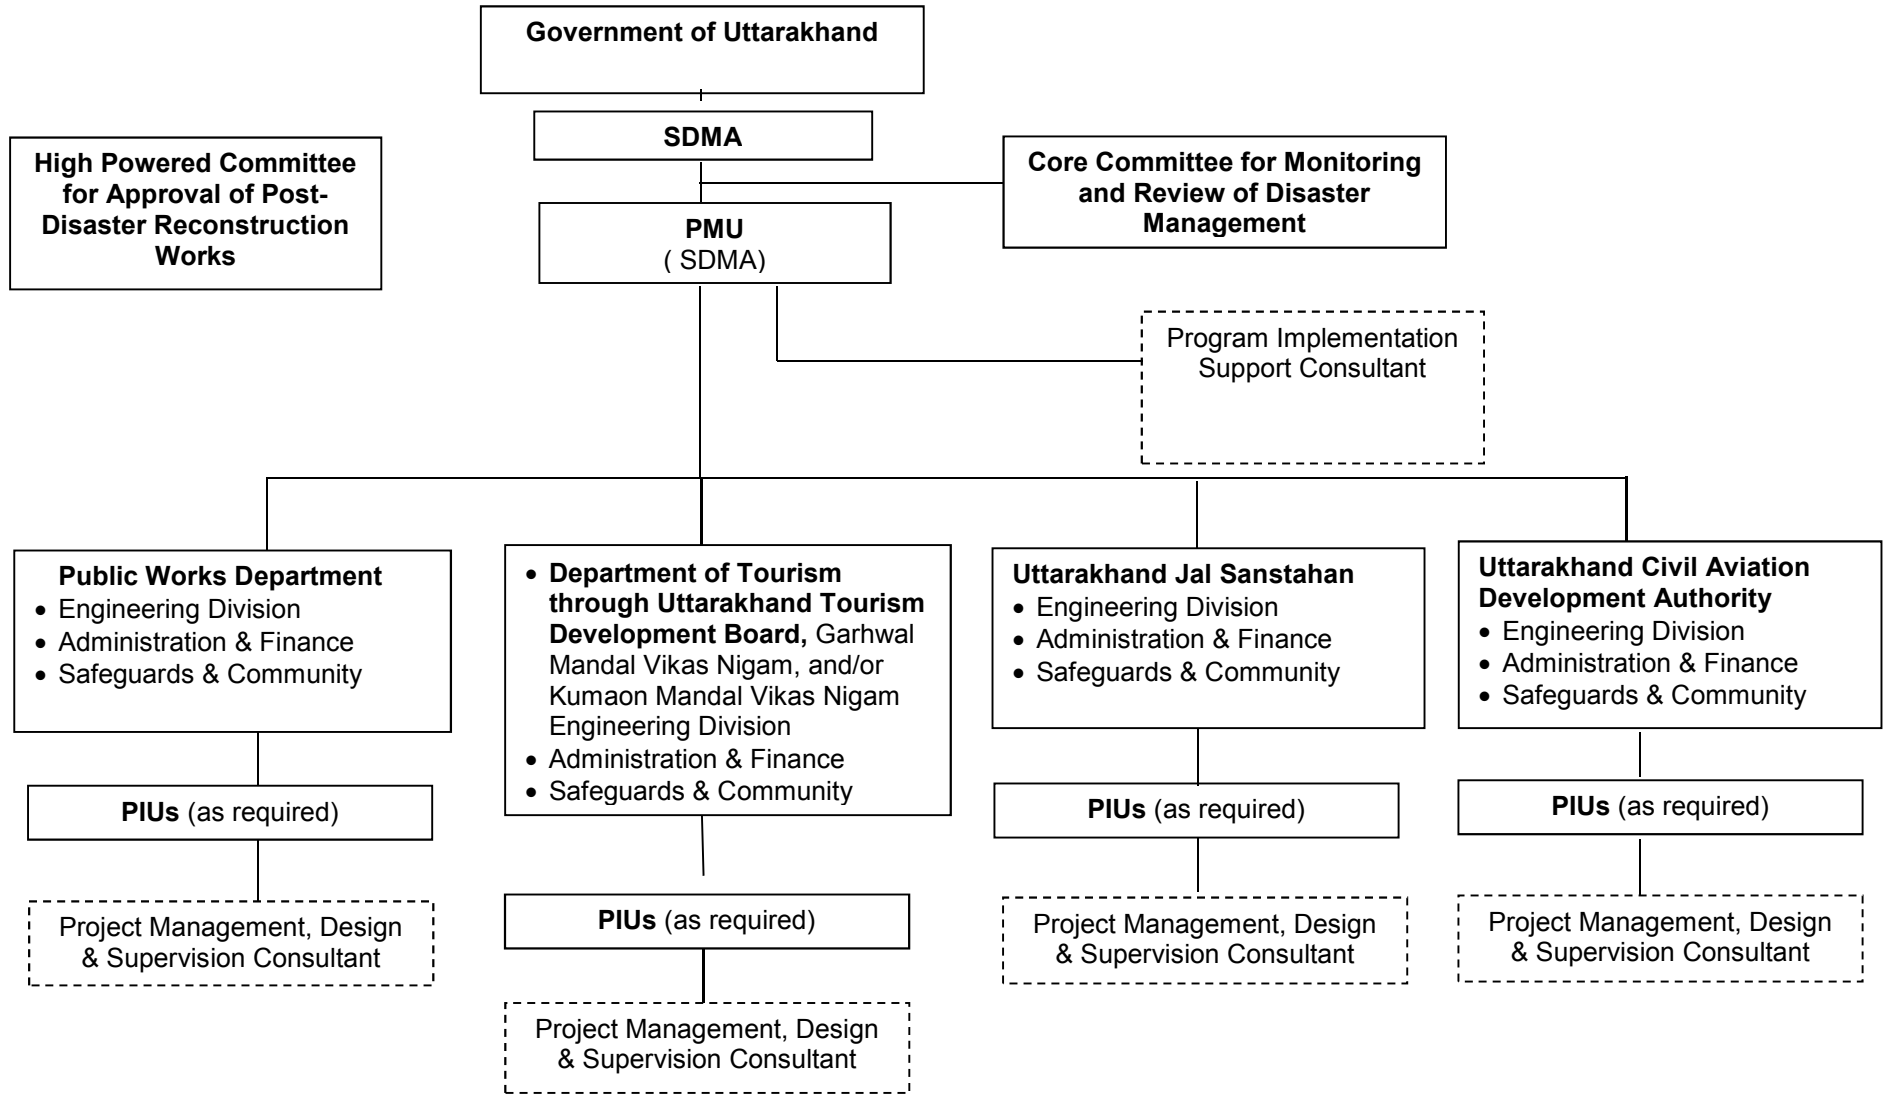 Government of Uttarakhand
SDMA
High Powered Committee
for Approval of Post-
Disaster Reconstruction
Works
Core Committee for Monitoring
and Review of Disaster
Management
PMU
( SDMA)
Program Implementation
Support Consultant
Public Works Department
• Engineering Division
• Administration & Finance
• Safeguards & Community
• Department of Tourism
through Uttarakhand Tourism
Development Board, Garhwal
Mandal Vikas Nigam, and/or
Kumaon Mandal Vikas Nigam
Engineering Division
• Administration & Finance
• Safeguards & Community
Uttarakhand Jal Sanstahan
• Engineering Division
• Administration & Finance
• Safeguards & Community
Uttarakhand Civil Aviation
Development Authority
• Engineering Division
• Administration & Finance
• Safeguards & Community
PIUs (as required)
PIUs (as required)
PIUs (as required)
PIUs (as required)
Project Management, Design
& Supervision Consultant
Project Management, Design
& Supervision Consultant
Project Management, Design
& Supervision Consultant
Project Management, Design
& Supervision Consultant